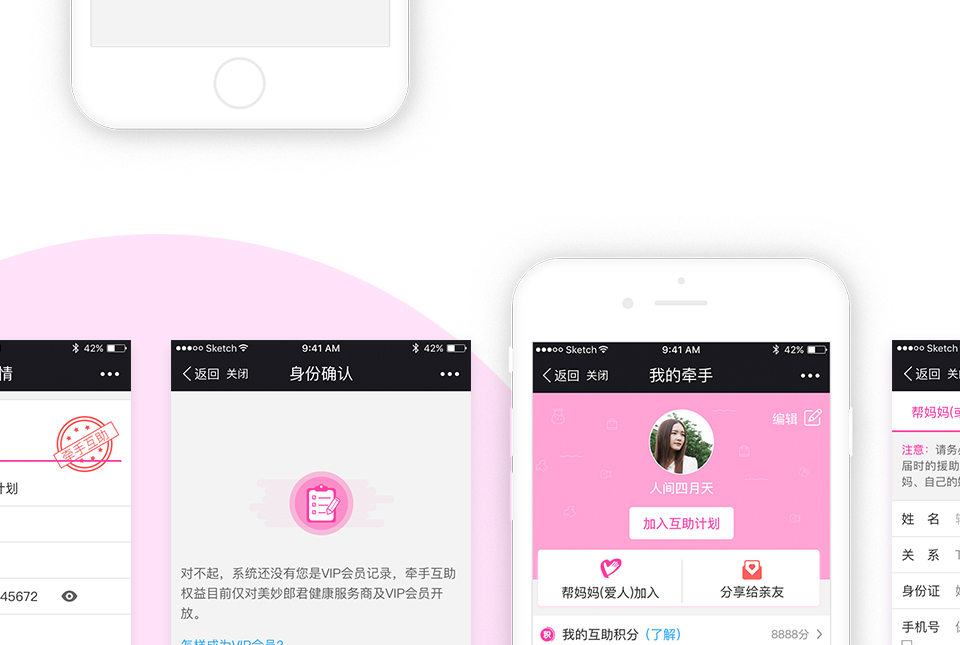 42%
情
牵手互助
计划
45672
Sketch 9:41 AM 42%
返回 关闭 身份确认
对不起，系统还没有您是VIP会员记录，牵手互助
权益目前仅对美妙郎君健康服务商及VIP会员开
放。
怎样成为VIP会员?
Sketch 9:41 AM 42%
返回 关闭 我的牵手
编辑
人间四月天
加入互助计划
帮妈妈(爱人)加入
分享给亲友
积 我的互助积分（了解） 8888分
Sketch
返回 关
帮妈妈(或
注意：请务
届时的援助
妈、自己的
姓 名
关 系
身份证
手机号